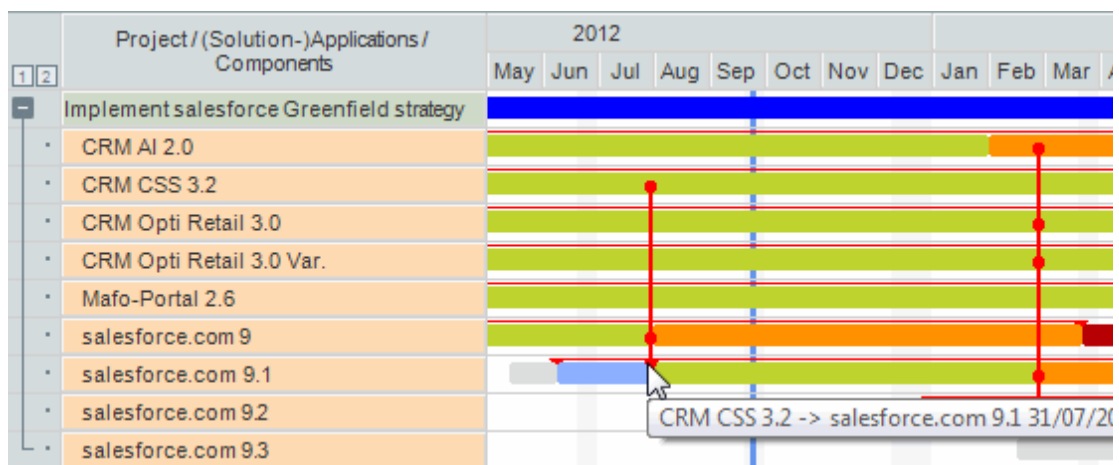 Project / (Solution-)Applications /
Components
2012
1 2
May Jun Jul Aug Sep Oct Nov Dec Jan Feb Mar
Implement salesforce Greenfield strategy
CRM AI 2.0
CRM CSS 3.2
CRM Opti Retail 3.0
CRM Opti Retail 3.0 Var.
Mafo-Portal 2.6
salesforce.com 9
salesforce.com 9.1
salesforce.com 9.2
CRM CSS 3.2 -> salesforce.com 9.1 31/07/20
salesforce.com 9.3